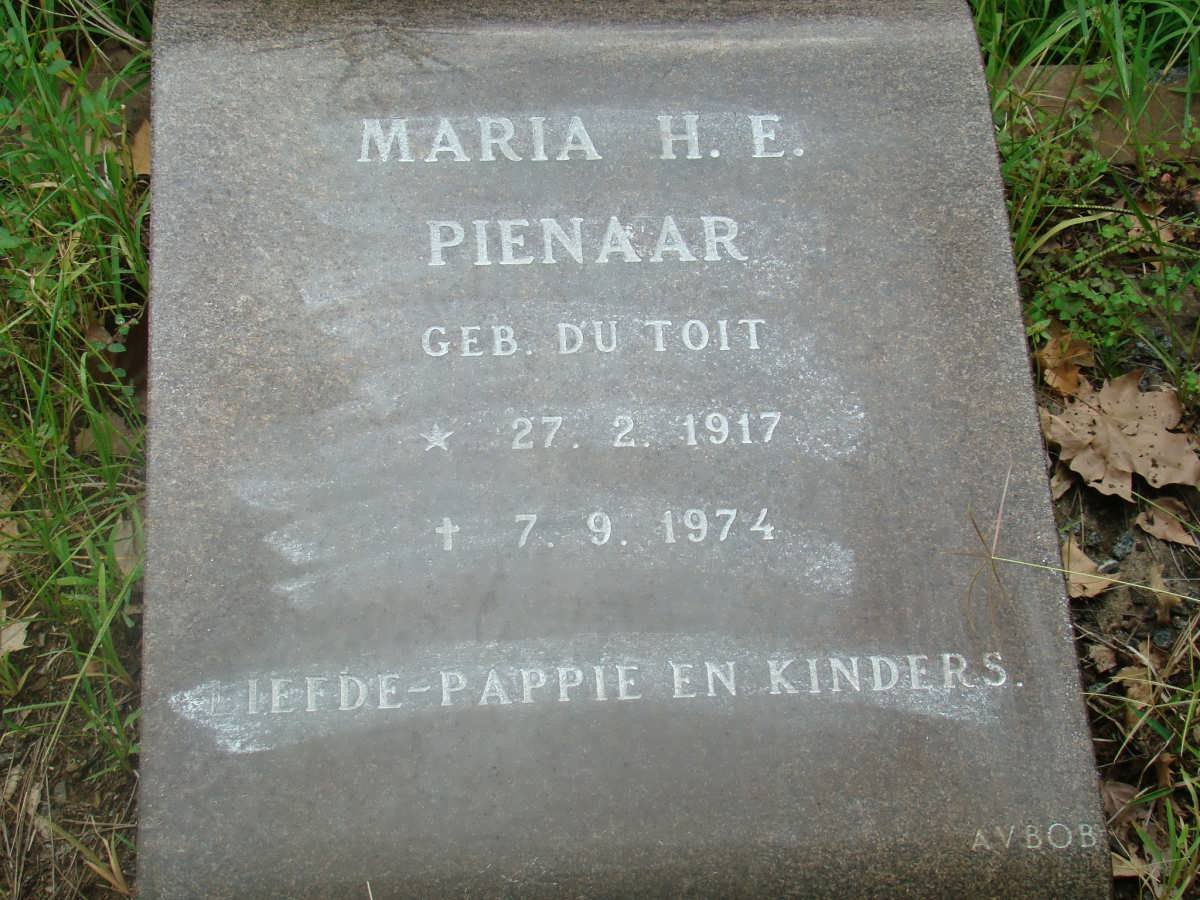 MARIA H. E.
PIENAAR
GEB. DU TOIT
★ 27. 2. 1917
✝ 7. 9. 1974
LIEFDE-PAPPIE EN KINDERS.
AVBOB